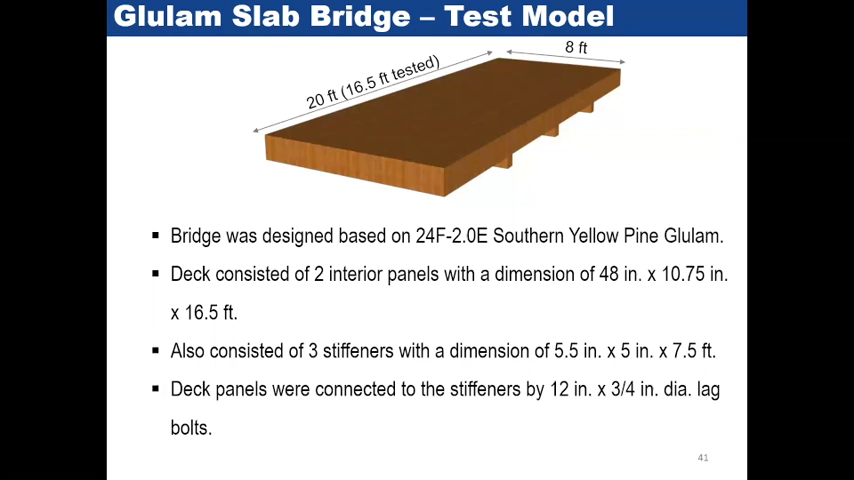 Glulam Slab Bridge – Test Model
20 ft (16.5 ft tested)
8 ft
▪ Bridge was designed based on 24F-2.0E Southern Yellow Pine Glulam.
▪ Deck consisted of 2 interior panels with a dimension of 48 in. x 10.75 in.
x 16.5 ft.
▪ Also consisted of 3 stiffeners with a dimension of 5.5 in. x 5 in. x 7.5 ft.
▪ Deck panels were connected to the stiffeners by 12 in. x 3/4 in. dia. lag
bolts.
41